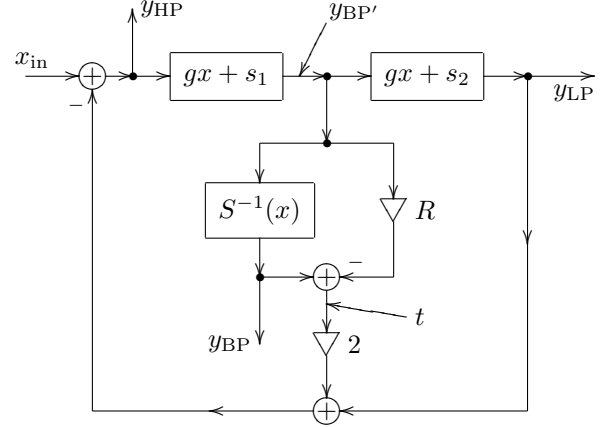 y_HP
y_BP′
x_in
gx + s_1
gx + s_2
−
y_LP
S^{−1}(x)
R
−
t
y_BP
2